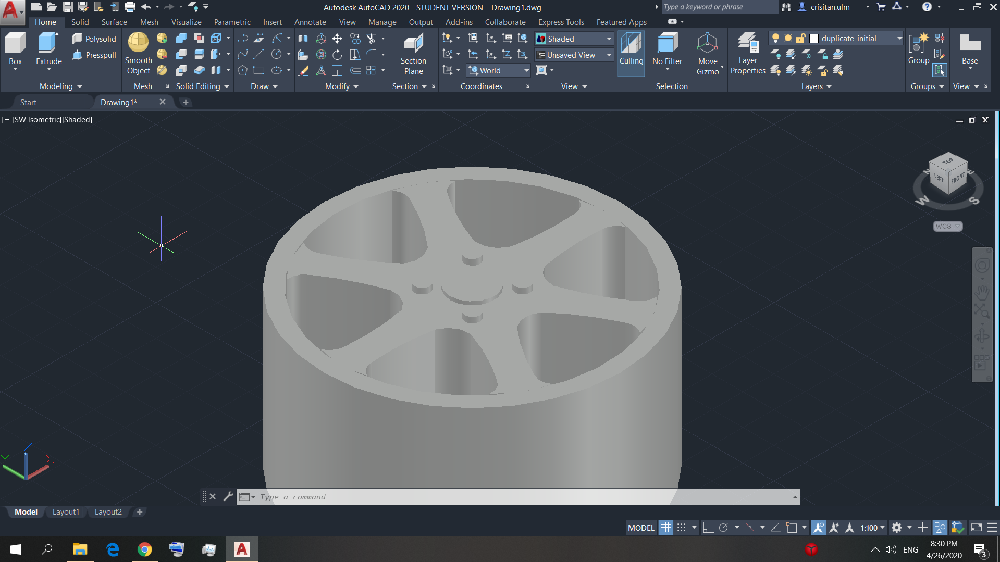 Autodesk AutoCAD 2020 - STUDENT VERSION Drawing1.dwg
Type a keyword or phrase
crisitan.ulm
Home Solid Surface Mesh Visualize Parametric Insert Annotate View Manage Output Add-ins Collaborate Express Tools Featured Apps
Box
Extrude
Polysolid
Presspull
Modeling
Smooth
Object
Mesh
Solid Editing
Draw
Modify
Section
Plane
Section
World
Coordinates
Shaded
Unsaved View
View
Culling
No Filter
Move
Gizmo
Selection
Layer
Properties
duplicate_initial
Layers
Group
Groups
Base
View
Start
Drawing1*
[−][SW Isometric][Shaded]
TOP
LEFT
FRONT
N
E
W
S
WCS
Z
Y
X
Type a command
Model Layout1 Layout2
MODEL
1:100
ENG
8:30 PM
4/26/2020
3